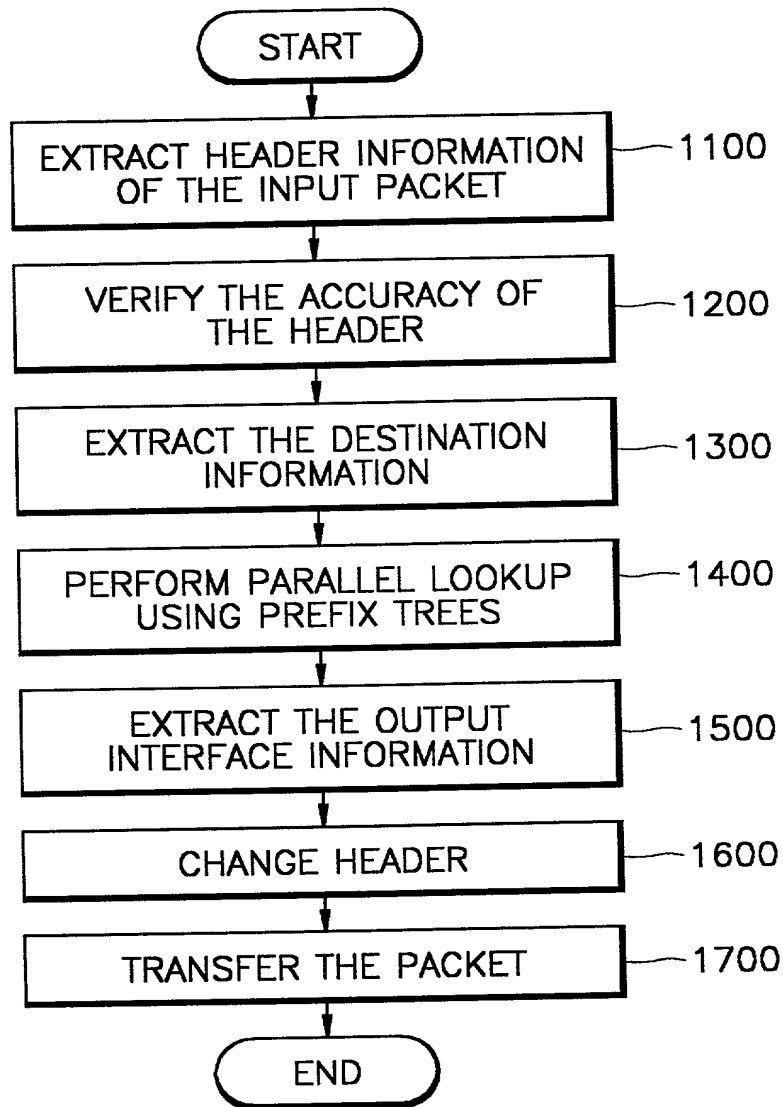 START
EXTRACT HEADER INFORMATION
OF THE INPUT PACKET
1100
VERIFY THE ACCURACY OF
THE HEADER
1200
EXTRACT THE DESTINATION
INFORMATION
1300
PERFORM PARALLEL LOOKUP
USING PREFIX TREES
1400
EXTRACT THE OUTPUT
INTERFACE INFORMATION
1500
CHANGE HEADER
1600
TRANSFER THE PACKET
1700
END